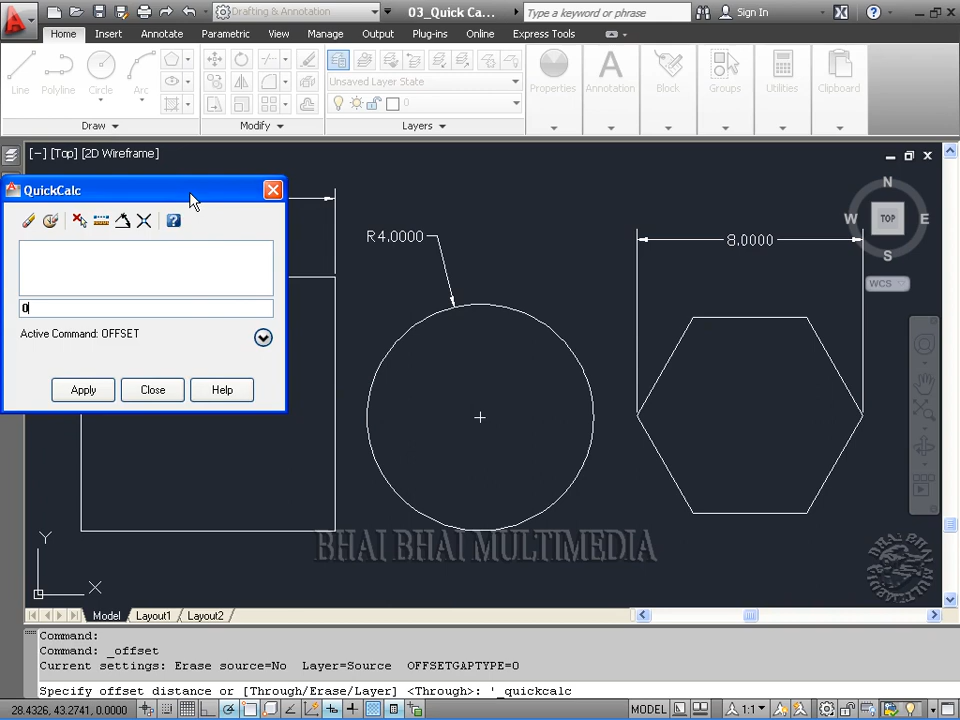 Drafting & Annotation
03_Quick Ca...
Type a keyword or phrase
Sign In
Home Insert Annotate Parametric View Manage Output Plug-ins Online Express Tools
Unsaved Layer State
0
Line Polyline Circle Arc
Properties Annotation Block Groups Utilities Clipboard
Draw Modify Layers
[−] [Top] [2D Wireframe]
QuickCalc
0
Active Command: OFFSET
Apply Close Help
R4.0000
8.0000
N
W TOP E
S
WCS
BHAI BHAI MULTIMEDIA
Y
X
Model Layout1 Layout2
Command:
Command: _offset
Current settings: Erase source=No Layer=Source OFFSETGAPTYPE=0
Specify offset distance or [Through/Erase/Layer] <Through>: '_quickcalc
28.4326, 43.2741, 0.0000
MODEL
1:1